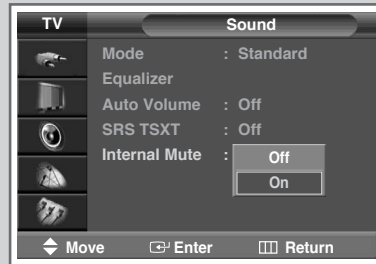 TV Sound
Mode : Standard
Equalizer
Auto Volume : Off
SRS TSXT : Off
Internal Mute : Off
On
Move Enter Return